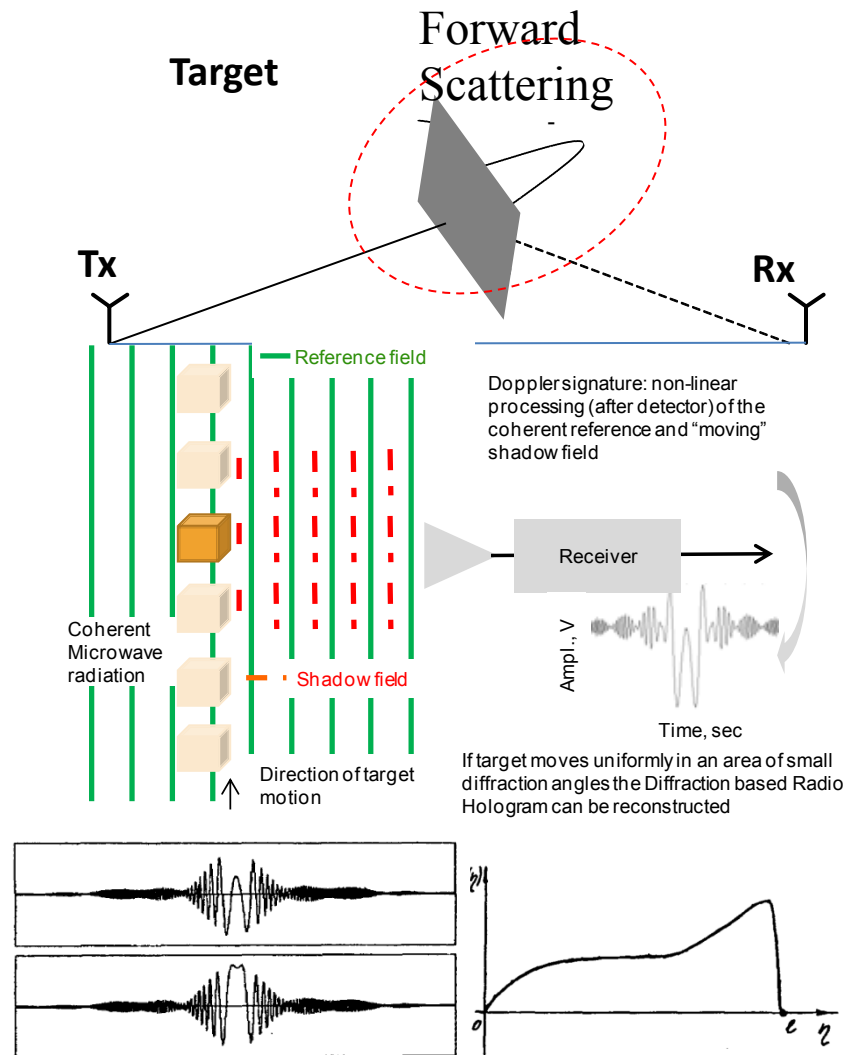 Forward
Scattering
Target
Tx
Rx
Reference field
Doppler signature: non-linear
processing (after detector) of the
coherent reference and “moving”
shadow field
Receiver
Coherent
Microwave
radiation
Ampl., V
Shadow field
Time, sec
Direction of target
motion
If target moves uniformly in an area of small
diffraction angles the Diffraction based Radio
Hologram can be reconstructed
0
e
η